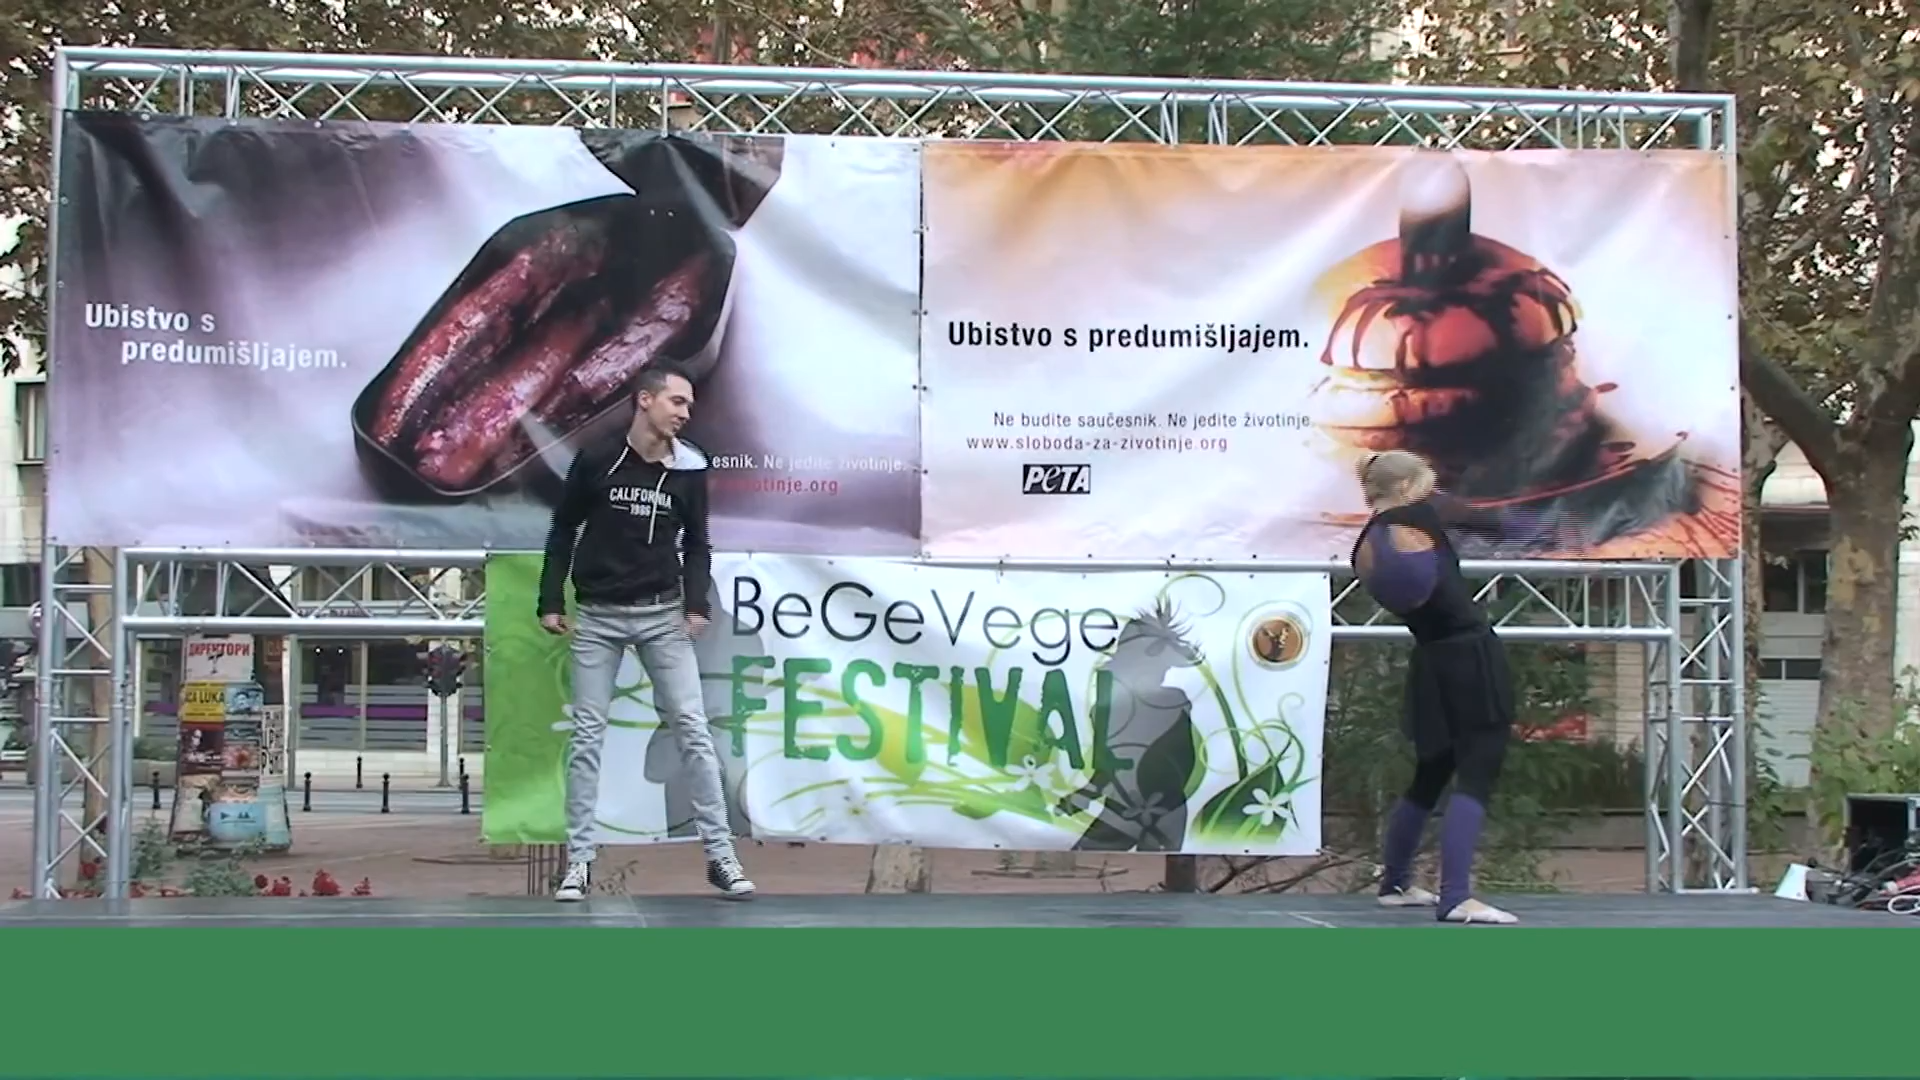 Ubistvo s
predumišljajem.
esnik. Ne jedite životinje.
otinje.org
Ubistvo s predumišljajem.
Ne budite saučesnik. Ne jedite životinje.
www.sloboda-za-zivotinje.org
PeTA
CALIFORNIA
1986
BeGeVege
FESTIVAL
ДИРЕКТОРИ
ACA LUKA